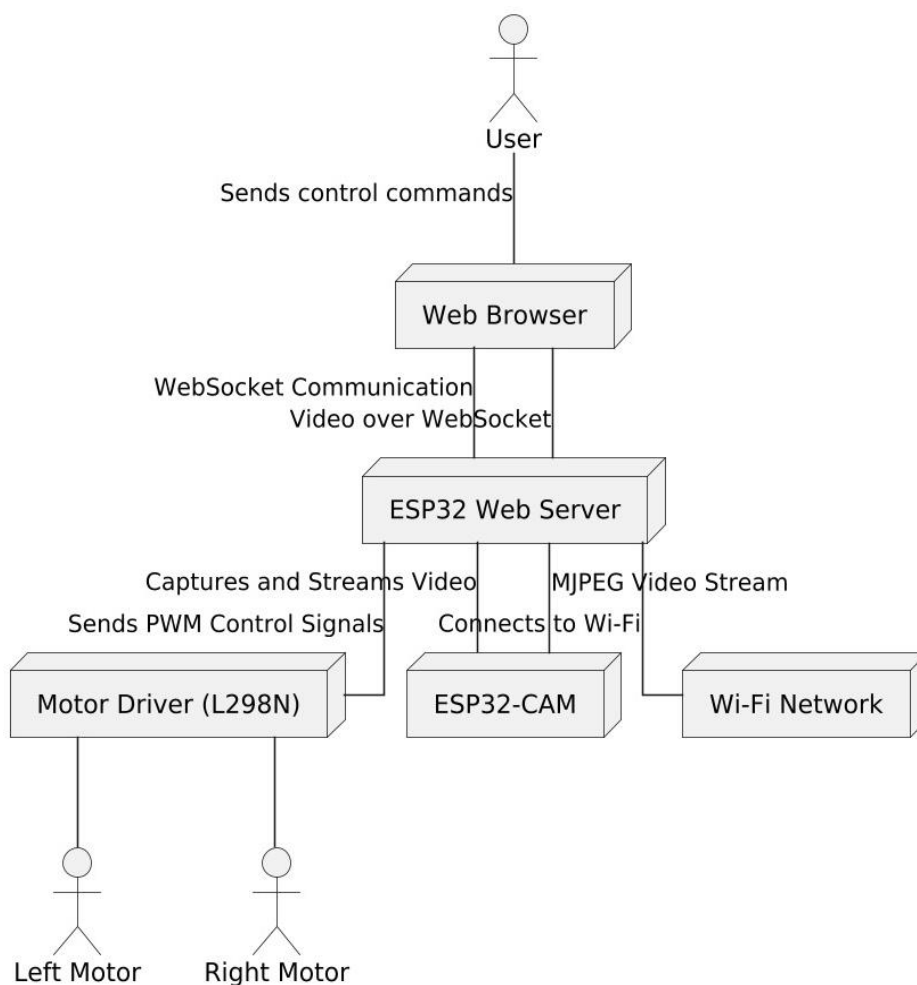 User
Sends control commands
Web Browser
WebSocket Communication
Video over WebSocket
ESP32 Web Server
Captures and Streams Video
MJPEG Video Stream
Sends PWM Control Signals
Connects to Wi-Fi
Motor Driver (L298N)
ESP32-CAM
Wi-Fi Network
Left Motor
Right Motor